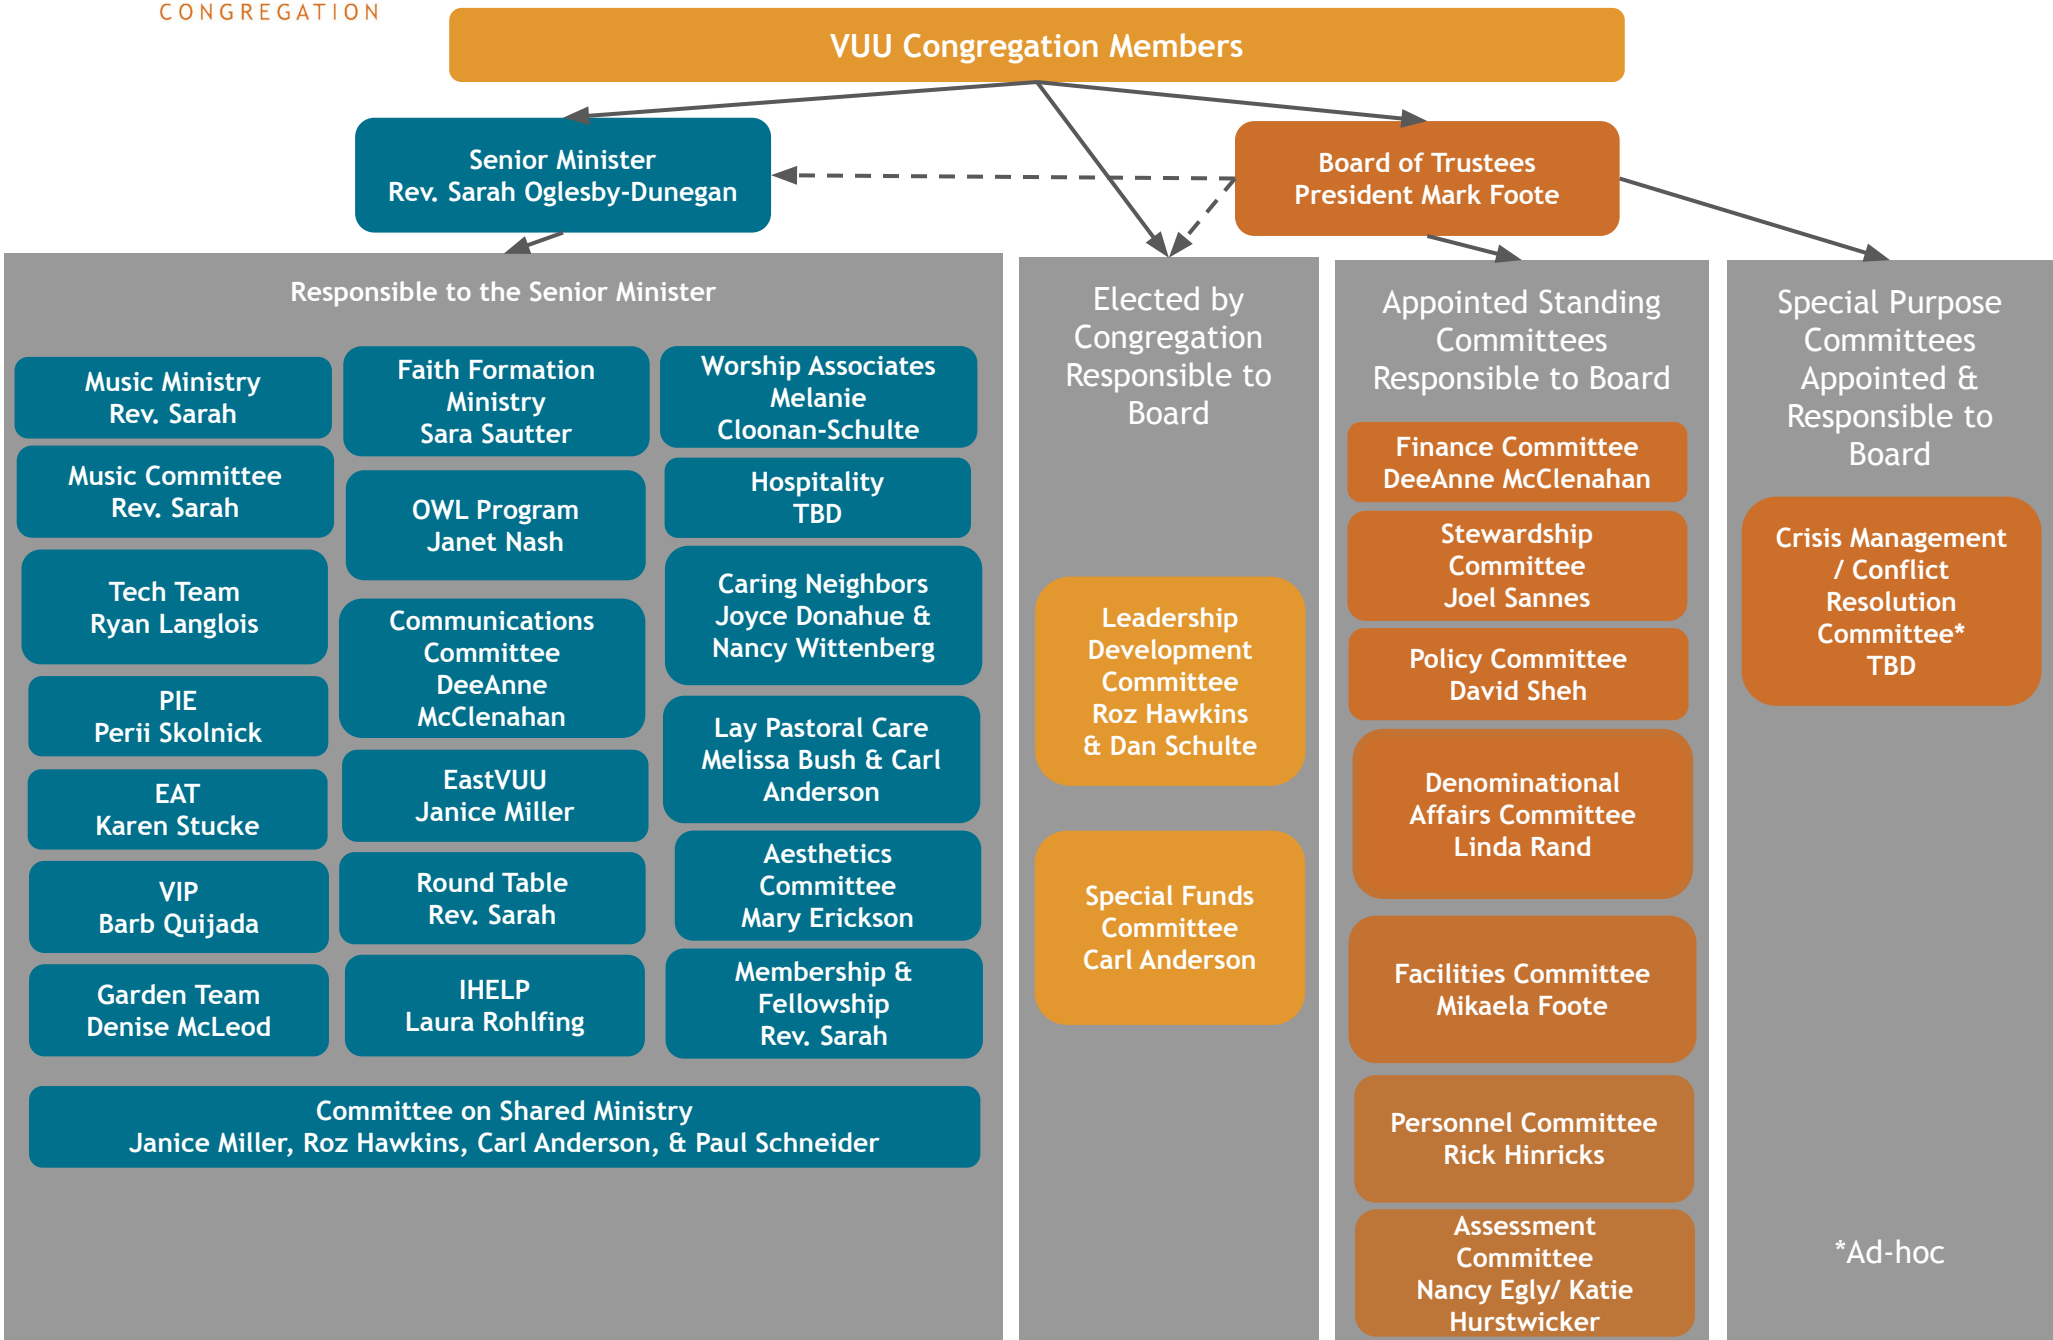 CONGREGATION
VUU Congregation Members
Senior Minister
Rev. Sarah Oglesby-Dunegan
Board of Trustees
President Mark Foote
Responsible to the Senior Minister
Music Ministry
Rev. Sarah
Music Committee
Rev. Sarah
Tech Team
Ryan Langlois
PIE
Perii Skolnick
EAT
Karen Stucke
VIP
Barb Quijada
Garden Team
Denise McLeod
Faith Formation
Ministry
Sara Sautter
OWL Program
Janet Nash
Communications
Committee
DeeAnne
McClenahan
EastVUU
Janice Miller
Round Table
Rev. Sarah
IHELP
Laura Rohlfing
Worship Associates
Melanie
Cloonan-Schulte
Hospitality
TBD
Caring Neighbors
Joyce Donahue &
Nancy Wittenberg
Lay Pastoral Care
Melissa Bush & Carl
Anderson
Aesthetics
Committee
Mary Erickson
Membership &
Fellowship
Rev. Sarah
Committee on Shared Ministry
Janice Miller, Roz Hawkins, Carl Anderson, & Paul Schneider
Elected by
Congregation
Responsible to
Board
Leadership
Development
Committee
Roz Hawkins
& Dan Schulte
Special Funds
Committee
Carl Anderson
Appointed Standing
Committees
Responsible to Board
Finance Committee
DeeAnne McClenahan
Stewardship
Committee
Joel Sannes
Policy Committee
David Sheh
Denominational
Affairs Committee
Linda Rand
Facilities Committee
Mikaela Foote
Personnel Committee
Rick Hinricks
Assessment
Committee
Nancy Egly/ Katie
Hurstwicker
Special Purpose
Committees
Appointed &
Responsible to
Board
Crisis Management
/ Conflict
Resolution
Committee*
TBD
*Ad-hoc